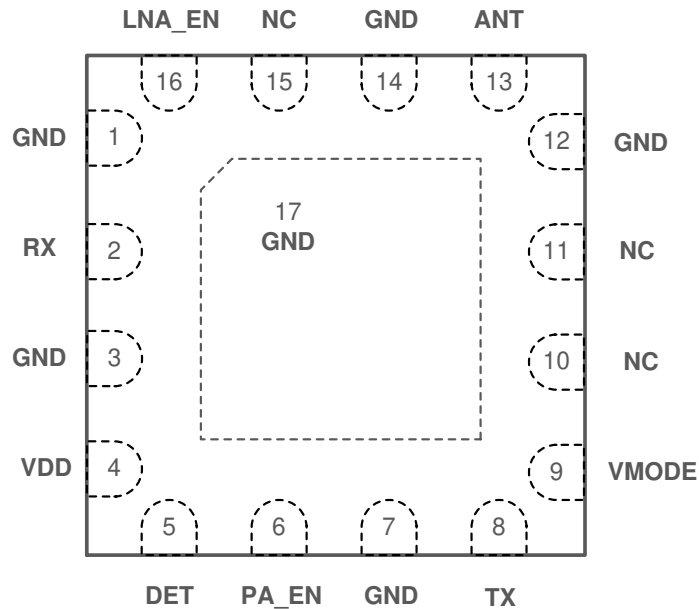 LNA_EN NC GND ANT
16 15 14 13
GND 1 12 GND
17
GND
RX 2 11 NC
GND 3 10 NC
VDD 4 9 VMODE
5 6 7 8
DET PA_EN GND TX